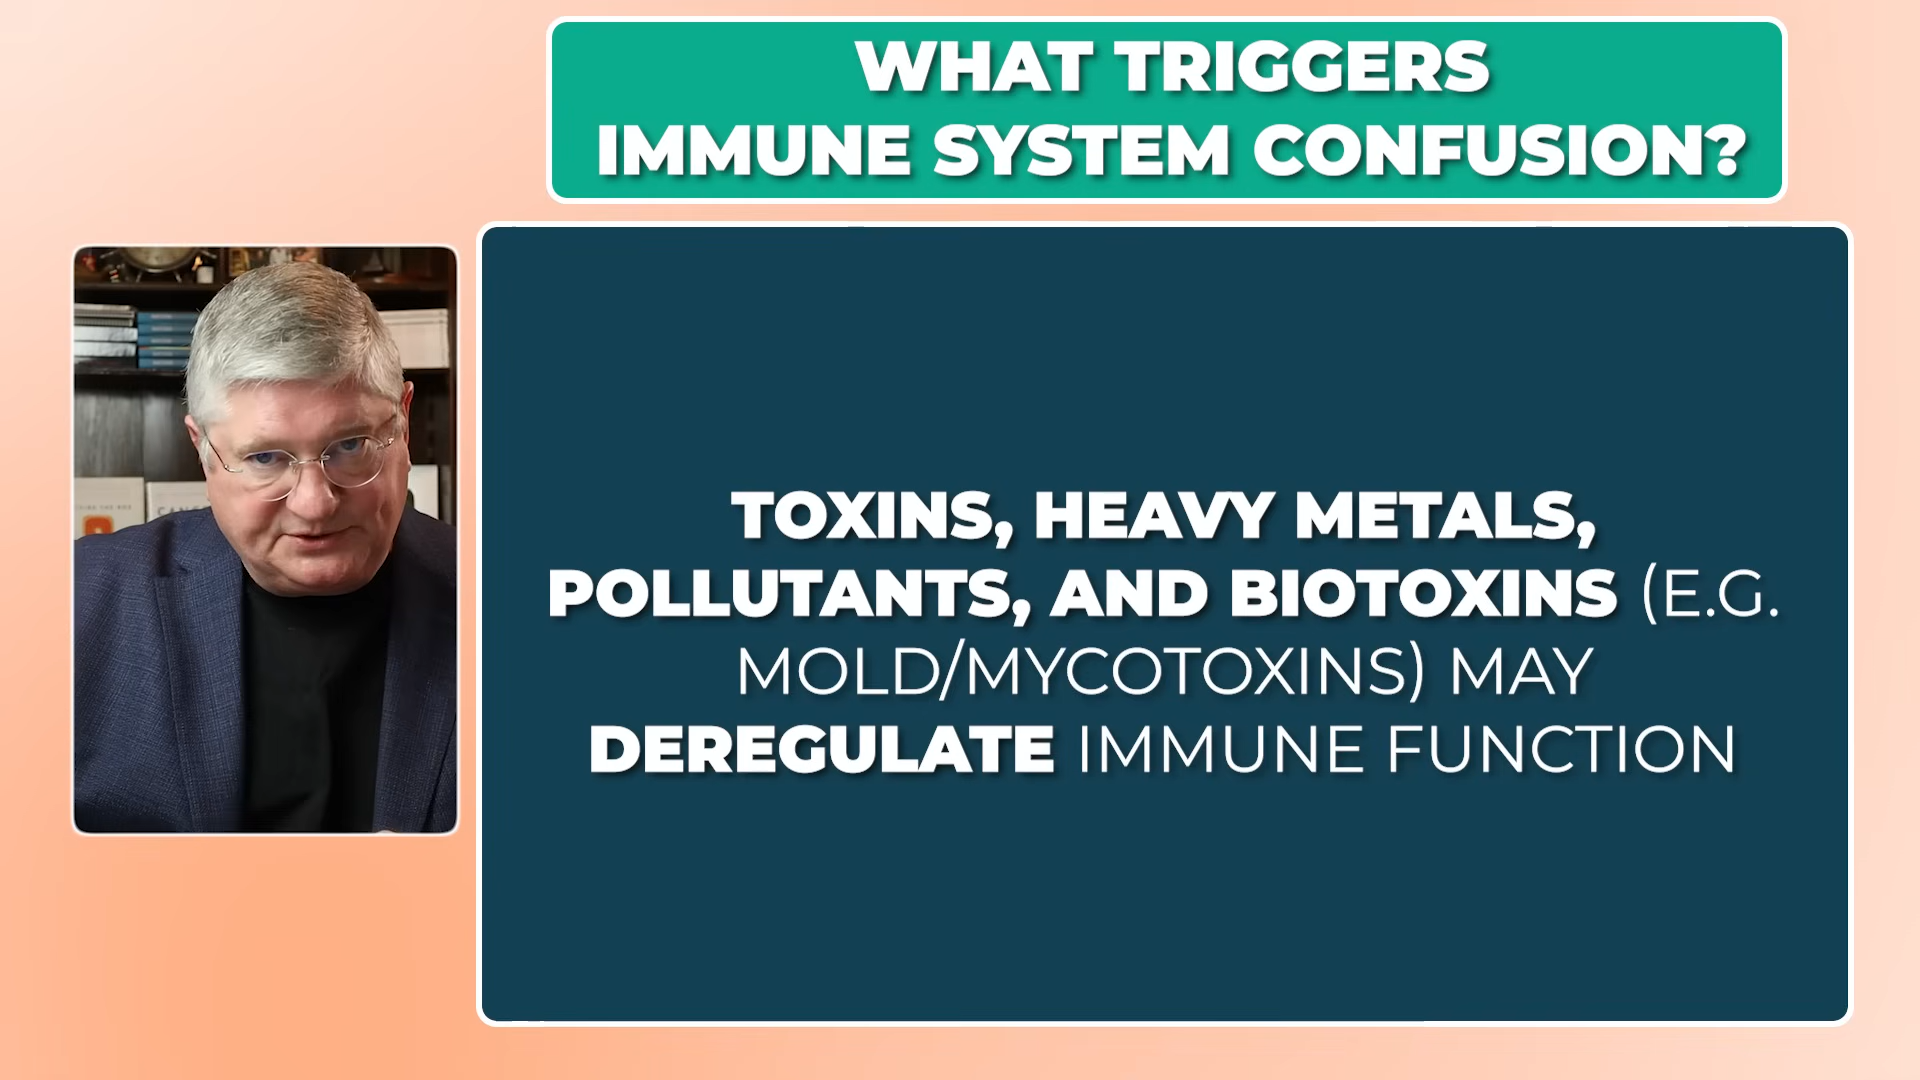 WHAT TRIGGERS
IMMUNE SYSTEM CONFUSION?
TOXINS, HEAVY METALS,
POLLUTANTS, AND BIOTOXINS (E.G.
MOLD/MYCOTOXINS) MAY
DEREGULATE IMMUNE FUNCTION